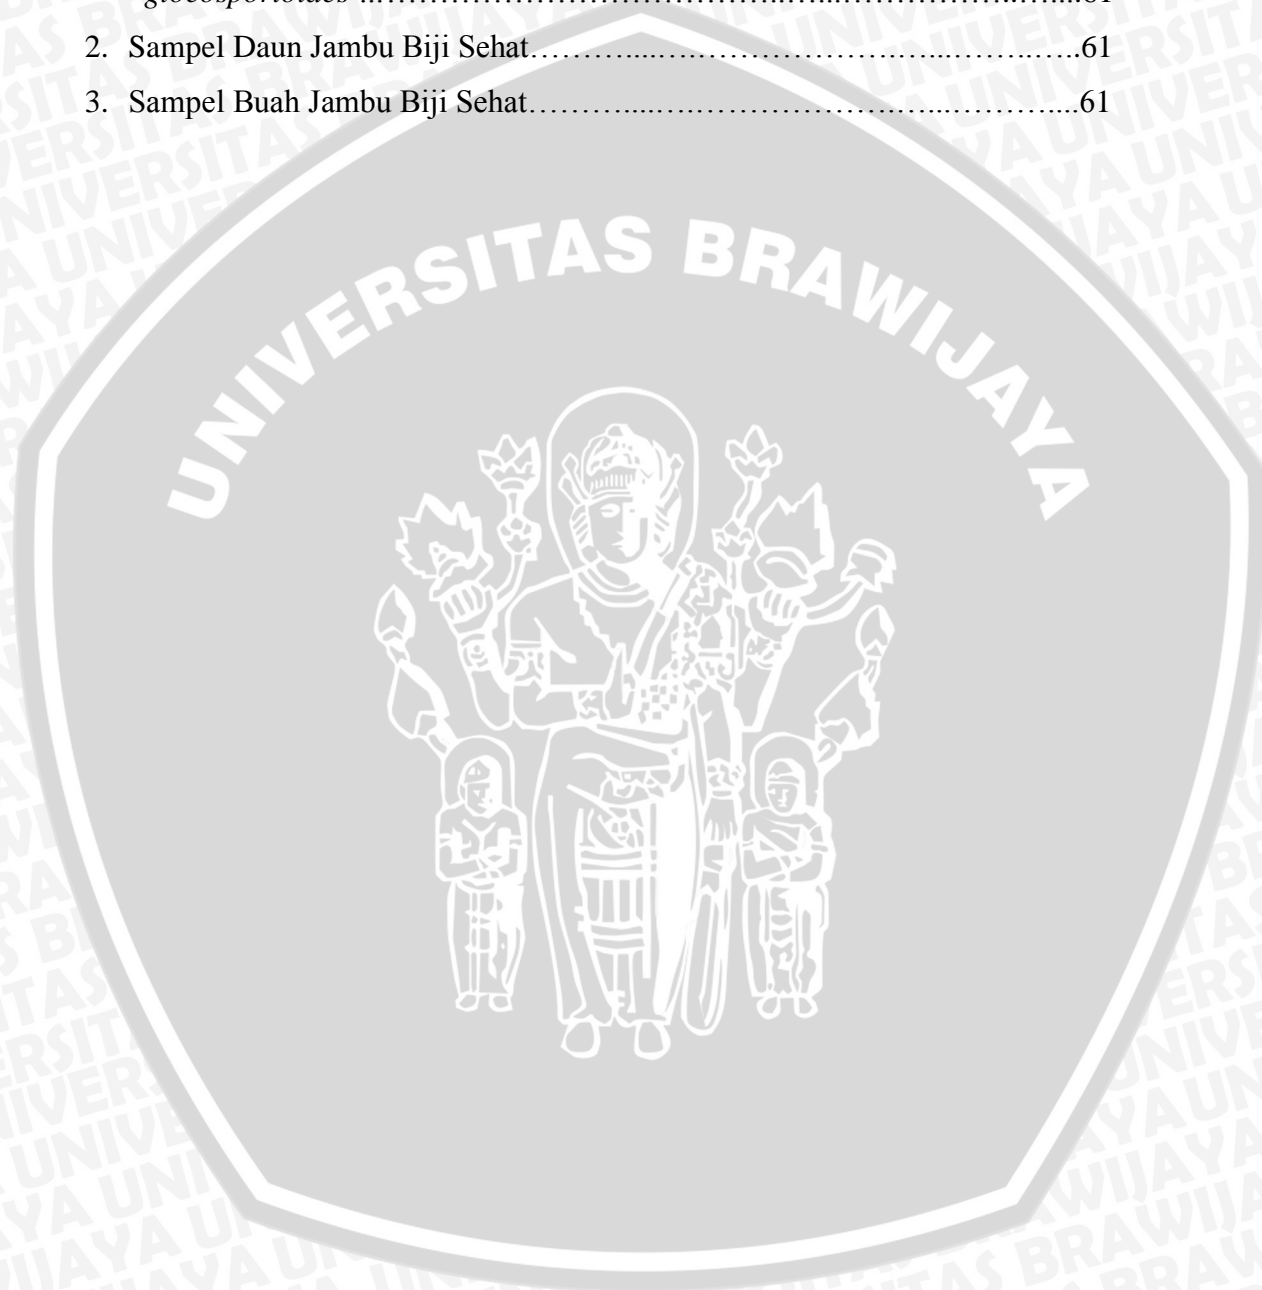 2. Sampel Daun Jambu Biji Sehat………....….…………………….…...…….…..61
3. Sampel Buah Jambu Biji Sehat………....….…………………….…...………....61
UNIVERSITAS BRAWIJAYA